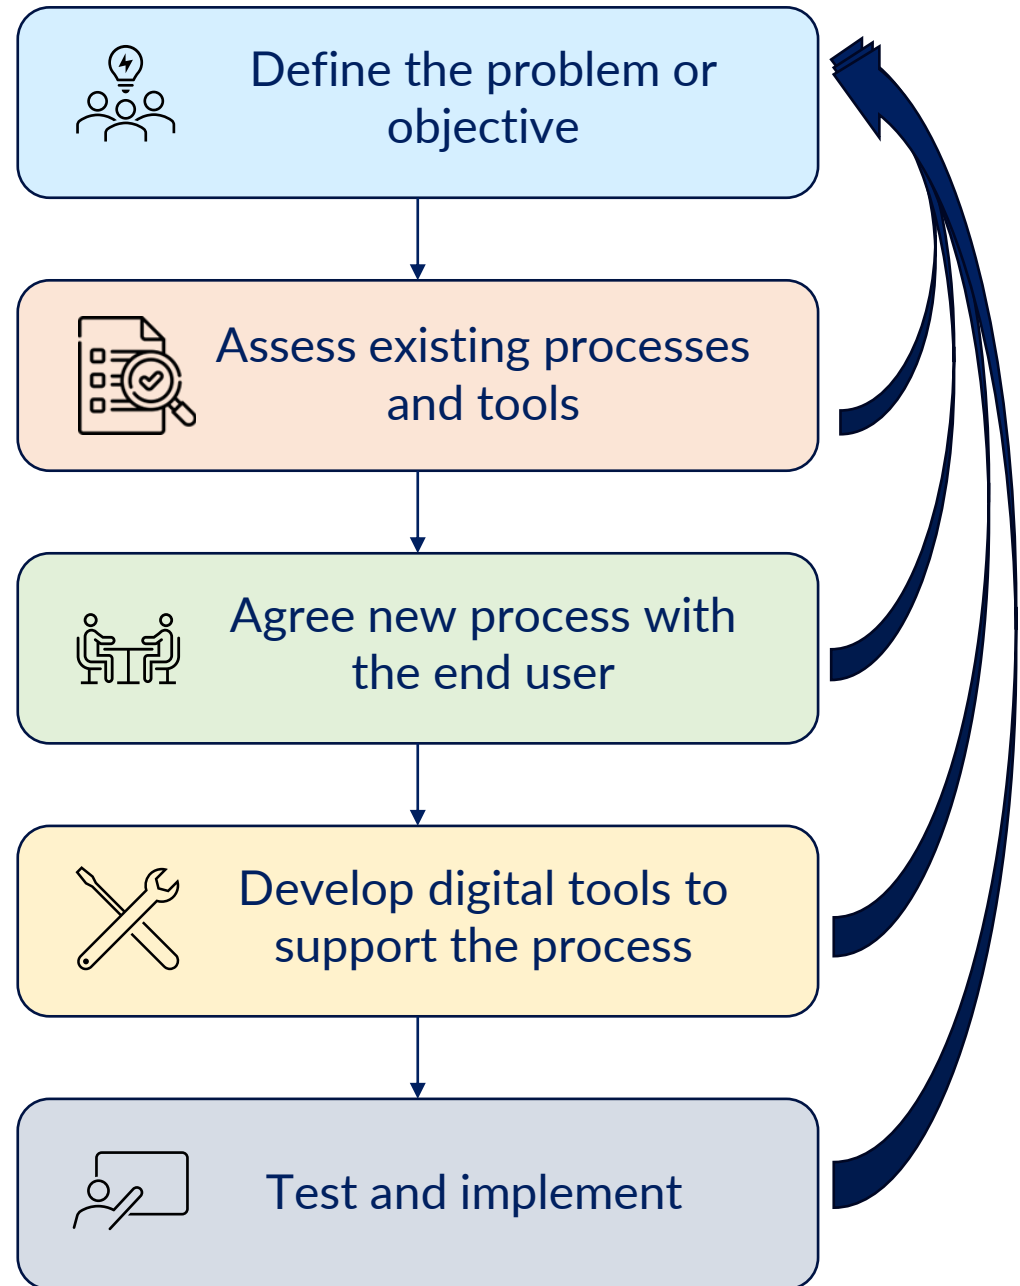 Define the problem or
objective
Assess existing processes
and tools
Agree new process with
the end user
Develop digital tools to
support the process
Test and implement